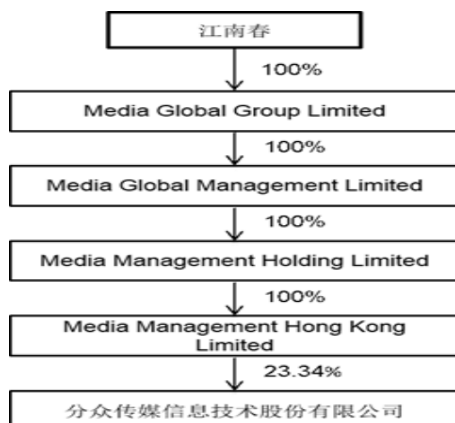 江南春
100%
Media Global Group Limited
100%
Media Global Management Limited
100%
Media Management Holding Limited
100%
Media Management Hong Kong
Limited
23.34%
分众传媒信息技术股份有限公司